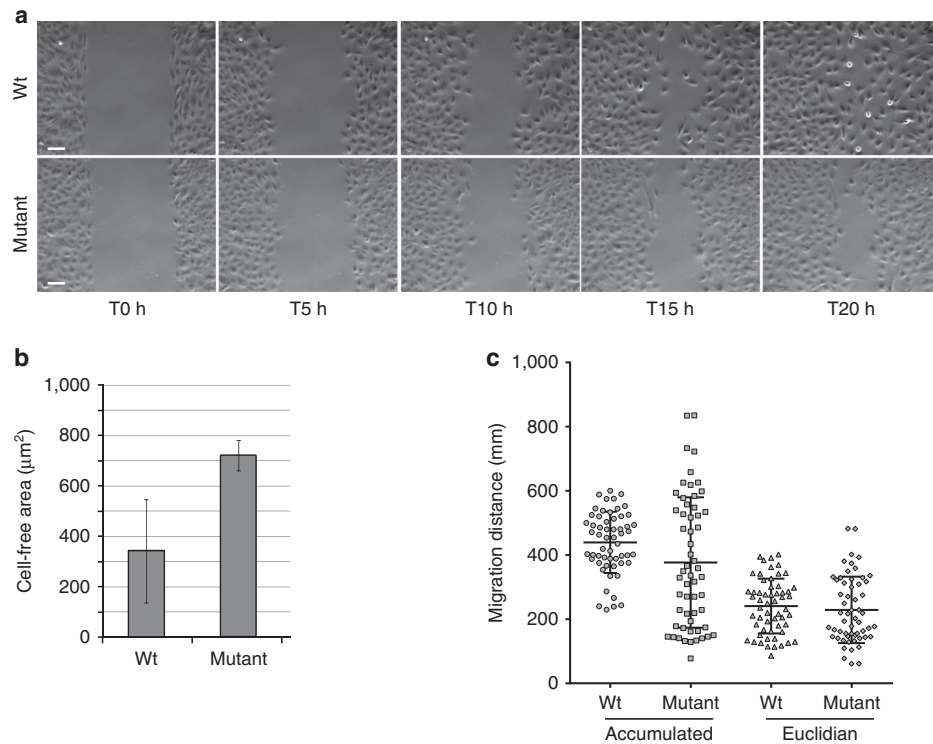 a
Wt
Mutant
T0 h T5 h T10 h T15 h T20 h
b
Cell-free area (μm²)
1,000
800
600
400
200
0
Wt Mutant
c
Migration distance (mm)
1,000
800
600
400
200
0
Wt Mutant Wt Mutant
Accumulated Euclidian